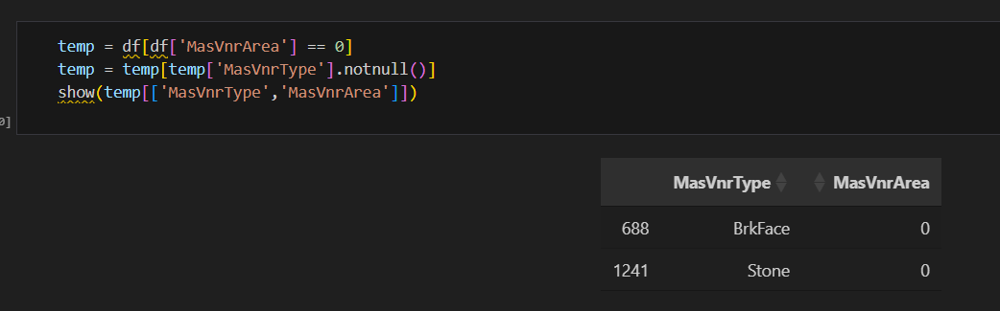 temp = df[df['MasVnrArea'] == 0]
temp = temp[temp['MasVnrType'].notnull()]
show(temp[['MasVnrType','MasVnrArea']])
0]
MasVnrType MasVnrArea
688 BrkFace 0
1241 Stone 0